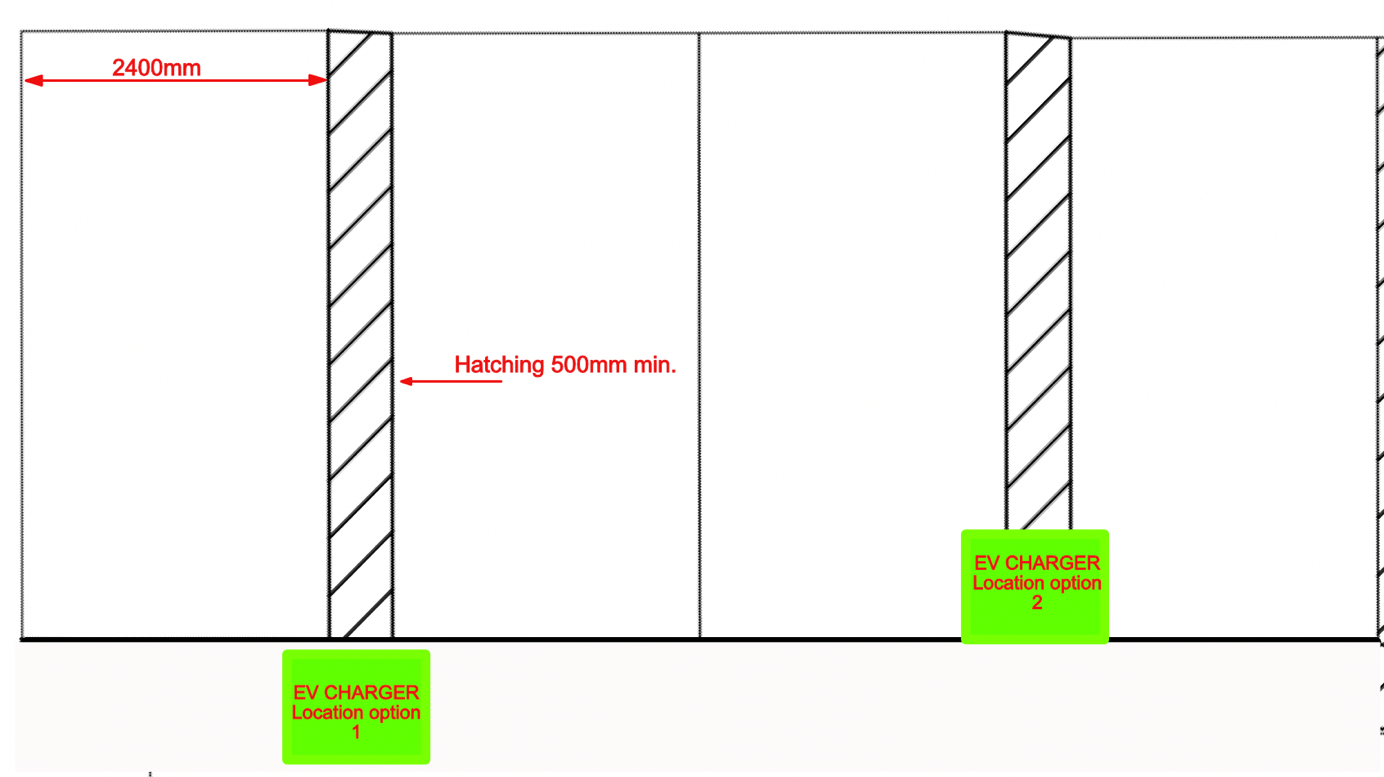 2400mm
Hatching 500mm min.
EV CHARGER
Location option
2
EV CHARGER
Location option
1